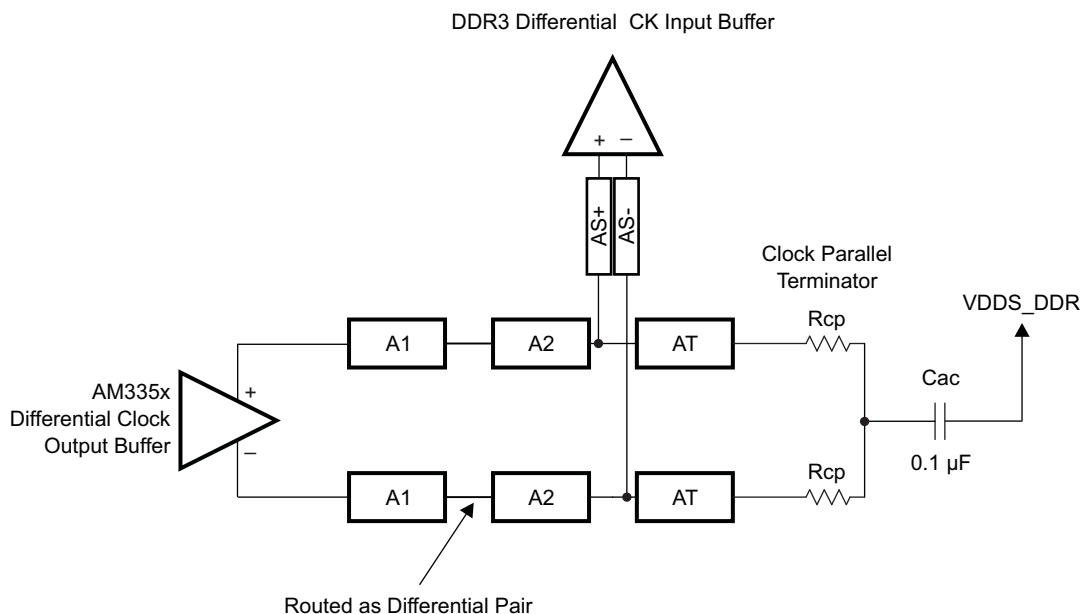 DDR3 Differential CK Input Buffer
+ –
AS+
AS-
Clock Parallel
Terminator
VDDS_DDR
Rcp
A1
A2
AT
AM335x
Differential Clock
Output Buffer
+
–
Cac
0.1 µF
Rcp
A1
A2
AT
Routed as Differential Pair